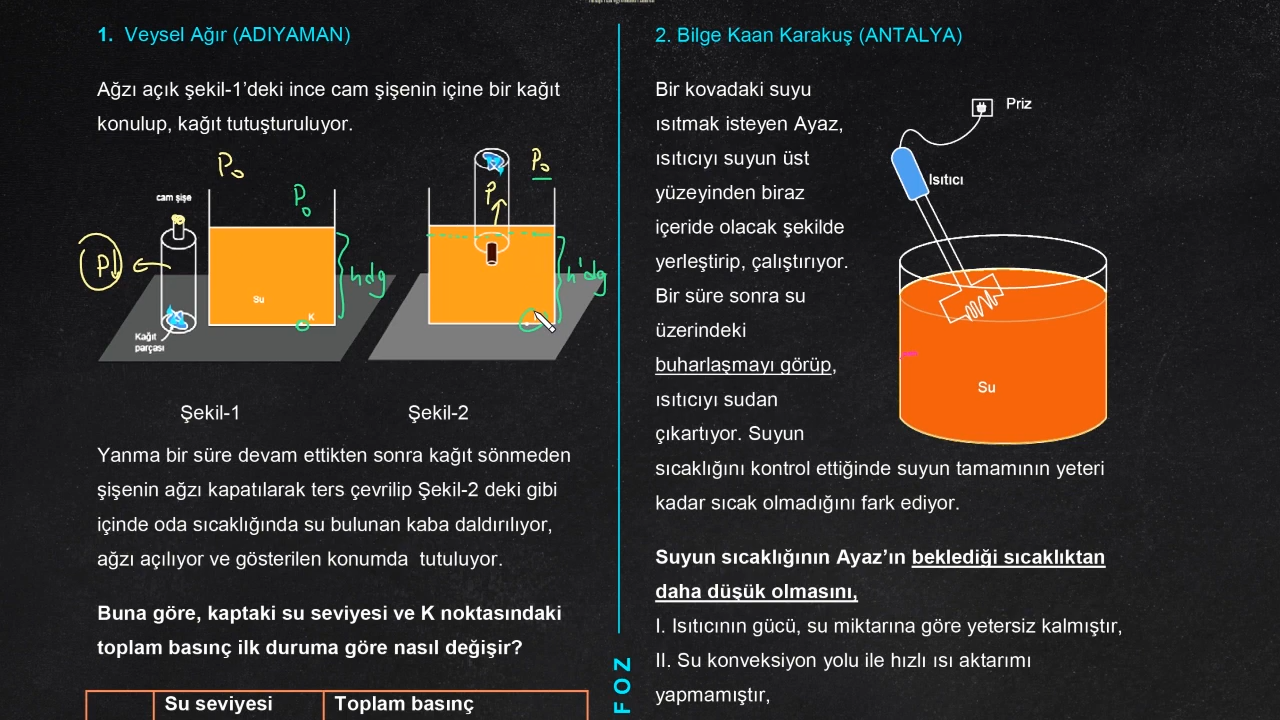 1. Veysel Ağır (ADIYAMAN)
Ağzı açık şekil-1’deki ince cam şişenin içine bir kağıt
konulup, kağıt tutuşturuluyor.
P₀
P₀
cam şişe
P↓
hdg
Su
K
Kağıt
parçası
P₀
P
h'dg
Şekil-1
Şekil-2
Yanma bir süre devam ettikten sonra kağıt sönmeden
şişenin ağzı kapatılarak ters çevrilip Şekil-2 deki gibi
içinde oda sıcaklığında su bulunan kaba daldırılıyor,
ağzı açılıyor ve gösterilen konumda tutuluyor.
Buna göre, kaptaki su seviyesi ve K noktasındaki
toplam basınç ilk duruma göre nasıl değişir?
Su seviyesi Toplam basınç
FOZ
2. Bilge Kaan Karakuş (ANTALYA)
Bir kovadaki suyu
ısıtmak isteyen Ayaz,
ısıtıcıyı suyun üst
yüzeyinden biraz
içeride olacak şekilde
yerleştirip, çalıştırıyor.
Bir süre sonra su
üzerindeki
buharlaşmayı görüp,
ısıtıcıyı sudan
çıkartıyor. Suyun
sıcaklığını kontrol ettiğinde suyun tamamının yeteri
kadar sıcak olmadığını fark ediyor.
Priz
Isıtıcı
Su
Suyun sıcaklığının Ayaz’ın beklediği sıcaklıktan
daha düşük olmasını,
I. Isıtıcının gücü, su miktarına göre yetersiz kalmıştır,
II. Su konveksiyon yolu ile hızlı ısı aktarımı
yapmamıştır,